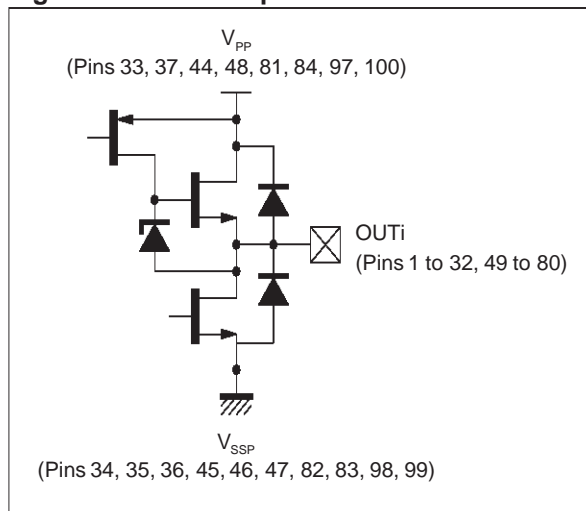 V_PP
(Pins 33, 37, 44, 48, 81, 84, 97, 100)
OUTi
(Pins 1 to 32, 49 to 80)
V_SSP
(Pins 34, 35, 36, 45, 46, 47, 82, 83, 98, 99)